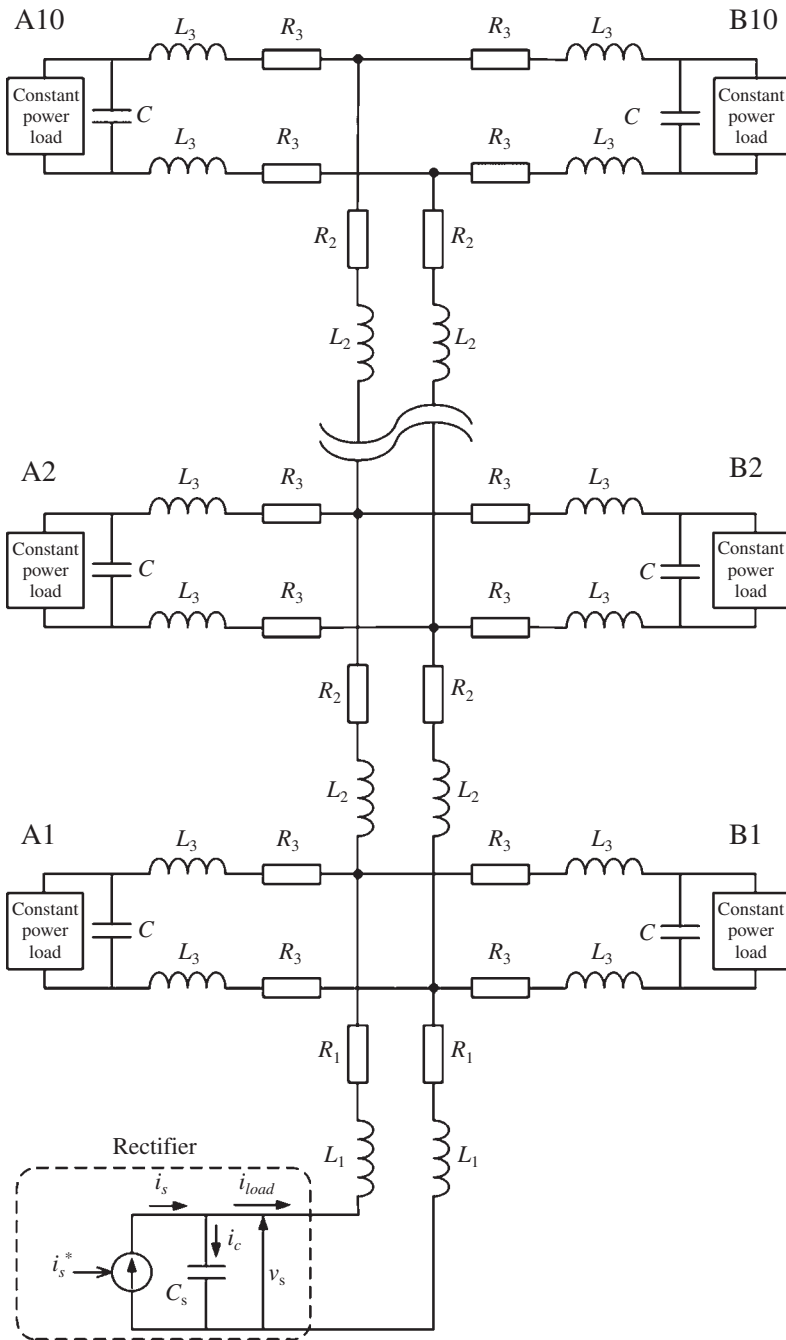 A10 B10
L3 R3 R3 L3
Constant power load C C Constant power load
L3 R3 R3 L3
R2 R2
L2 L2
A2 B2
L3 R3 R3 L3
Constant power load C C Constant power load
L3 R3 R3 L3
R2 R2
L2 L2
A1 B1
L3 R3 R3 L3
Constant power load C C Constant power load
L3 R3 R3 L3
R1 R1
Rectifier
L1 L1
is iload
ic
is* Cs vs